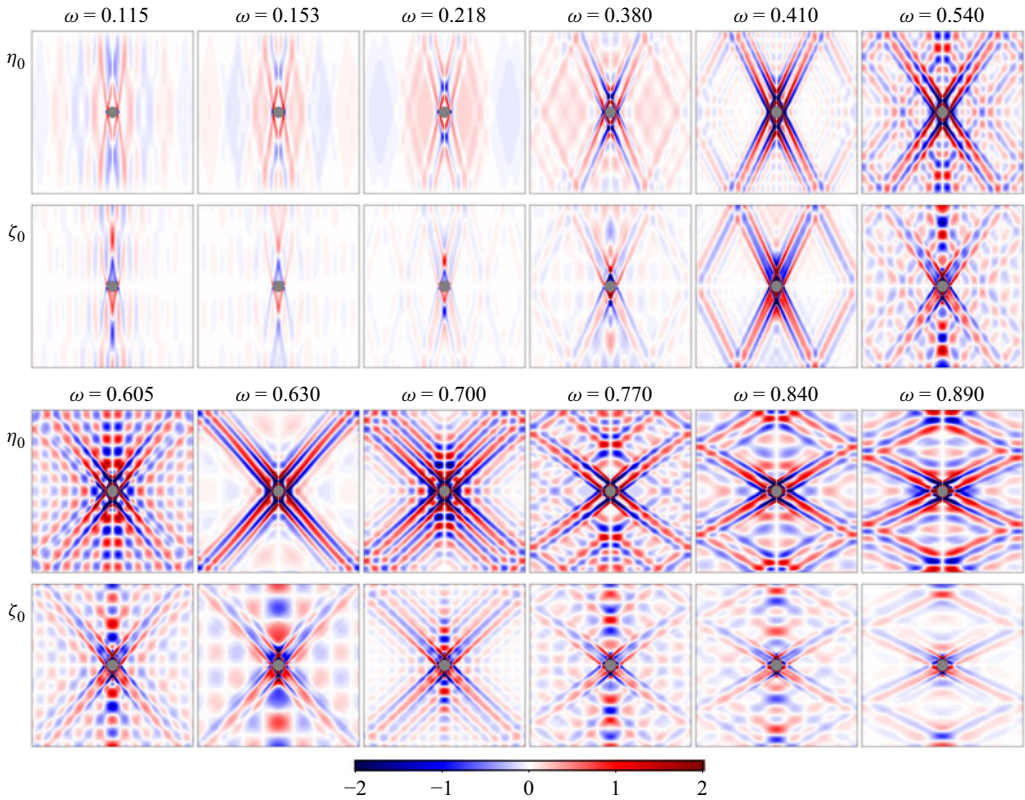 ω = 0.115 ω = 0.153 ω = 0.218 ω = 0.380 ω = 0.410 ω = 0.540
η0
ζ0
ω = 0.605 ω = 0.630 ω = 0.700 ω = 0.770 ω = 0.840 ω = 0.890
η0
ζ0
−2 −1 0 1 2